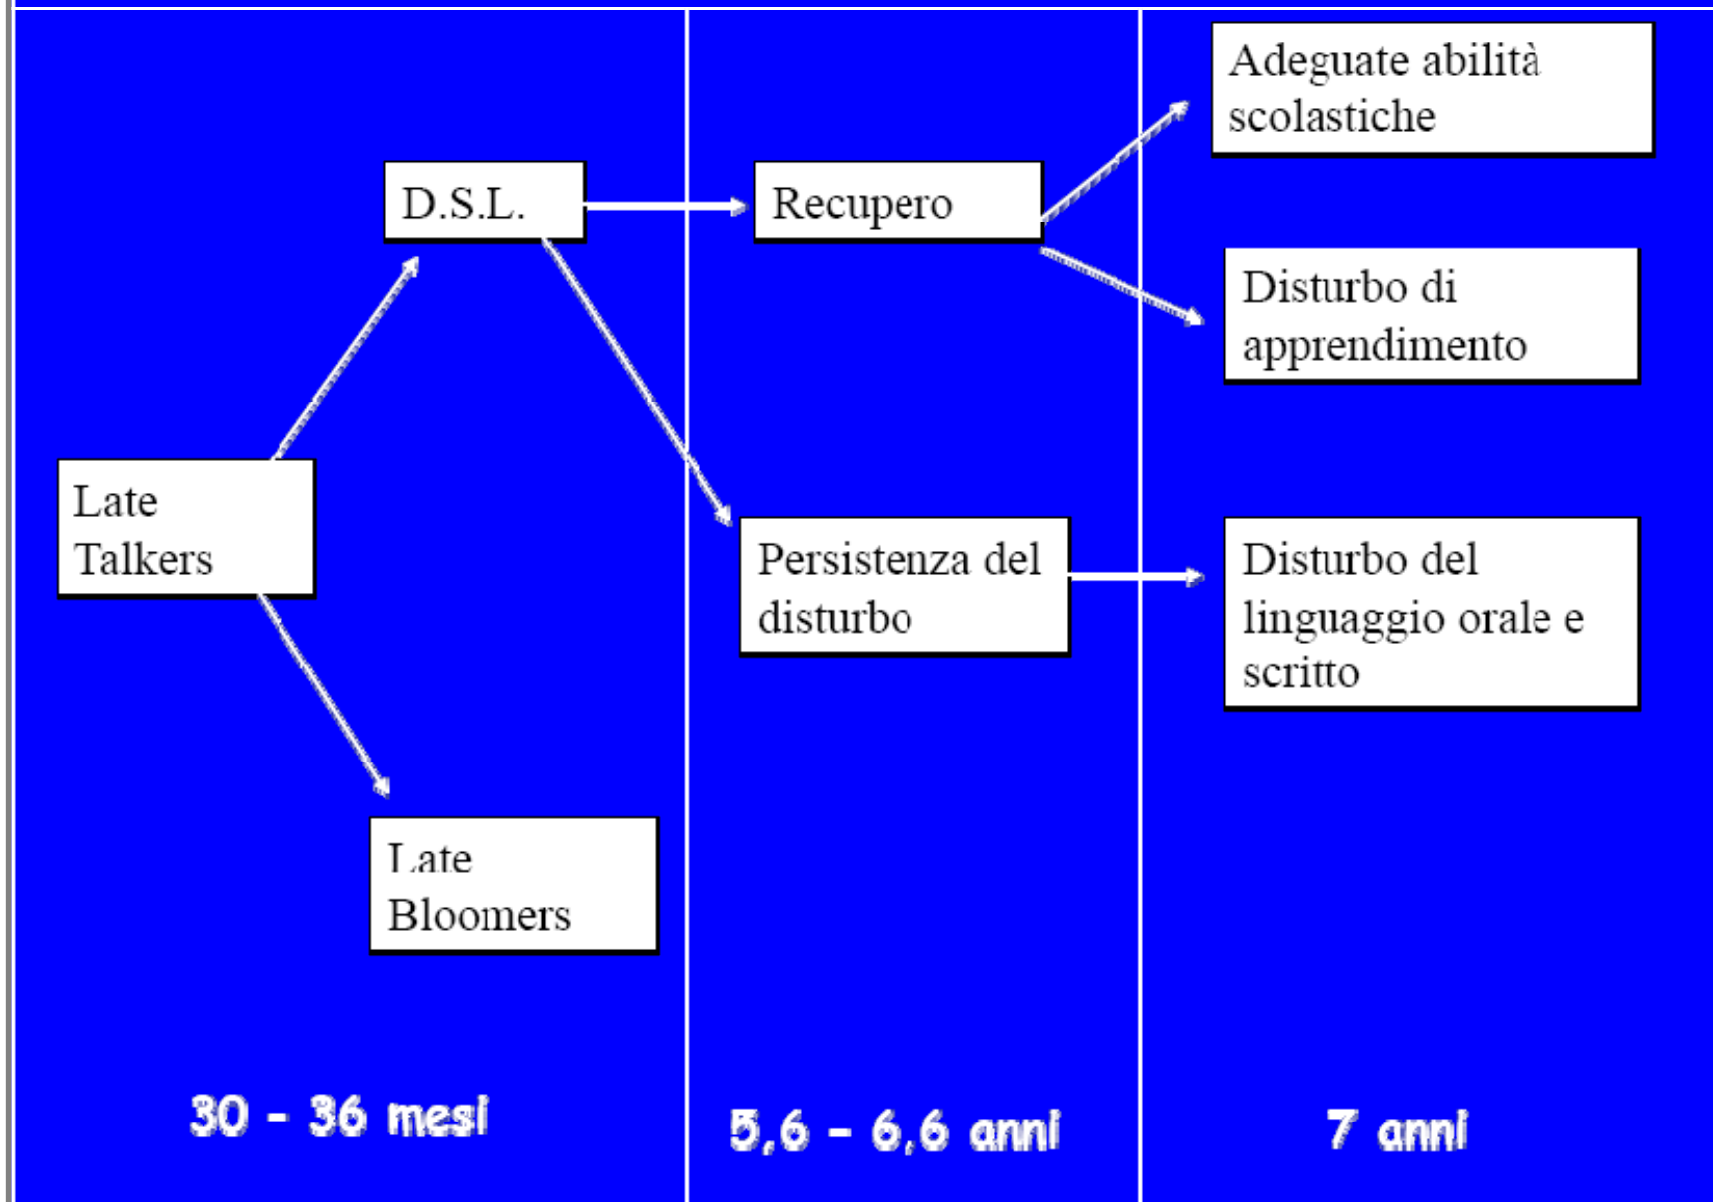 Adeguate abilità
scolastiche
D.S.L.
Recupero
Disturbo di
apprendimento
Late
Talkers
Persistenza del
disturbo
Disturbo del
linguaggio orale e
scritto
Late
Bloomers
30 - 36 mesi
5,6 - 6,6 anni
7 anni